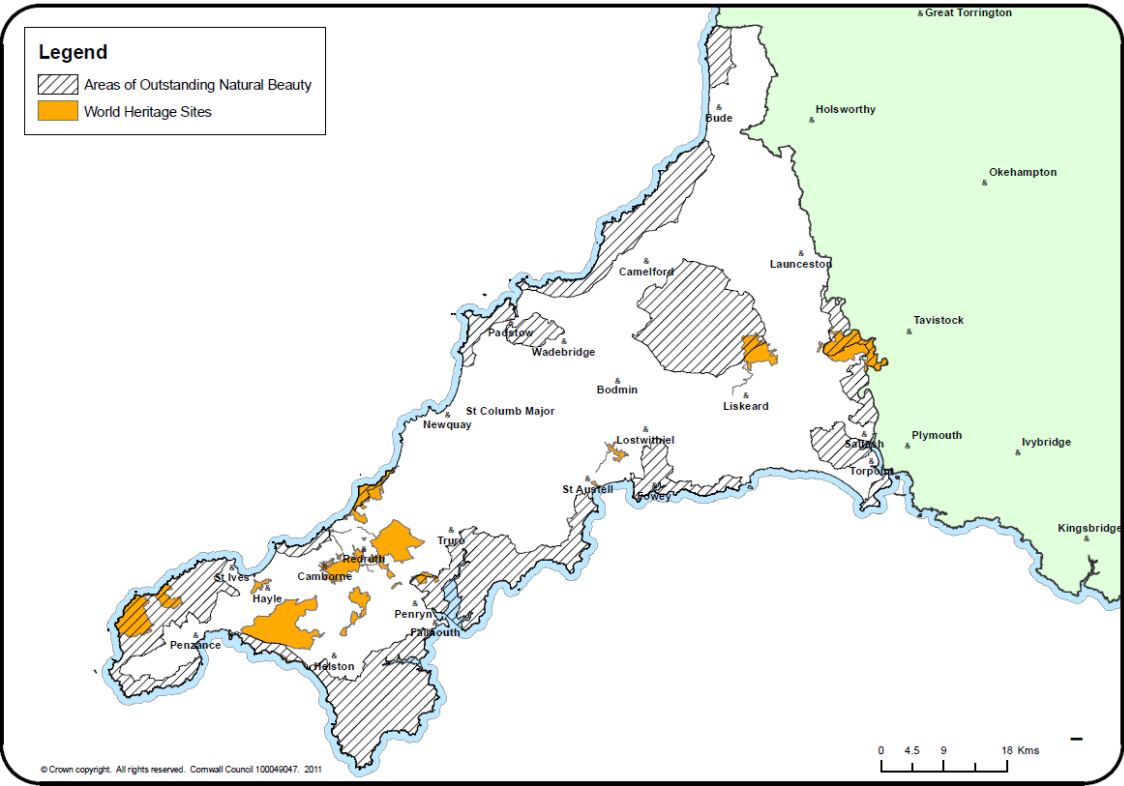 Legend
Areas of Outstanding Natural Beauty
World Heritage Sites
Great Torrington
Bude
Holsworthy
Okehampton
Camelford
Launceston
Padstow
Wadebridge
Tavistock
Bodmin
Liskeard
St Columb Major
Newquay
Lostwithiel
Saltash
Plymouth
Ivybridge
Torpoint
St Austell
Fowey
Kingsbridge
Truro
Redruth
Camborne
St Ives
Hayle
Penryn
Falmouth
Penzance
Helston
0 4.5 9 18 Kms
© Crown copyright. All rights reserved. Cornwall Council 100049047. 2011